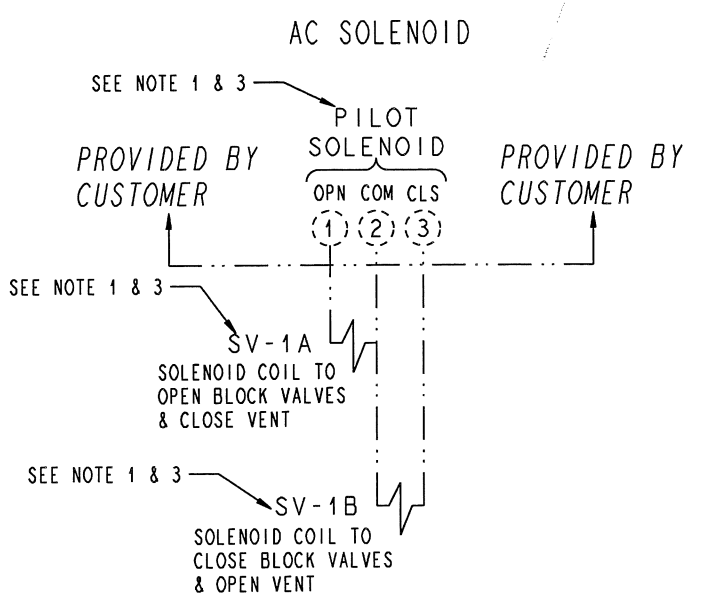 AC SOLENOID
SEE NOTE 1 & 3
PILOT
SOLENOID
PROVIDED BY
CUSTOMER
PROVIDED BY
CUSTOMER
OPN COM CLS
1 2 3
SEE NOTE 1 & 3
SV-1A
SOLENOID COIL TO
OPEN BLOCK VALVES
& CLOSE VENT
SEE NOTE 1 & 3
SV-1B
SOLENOID COIL TO
CLOSE BLOCK VALVES
& OPEN VENT